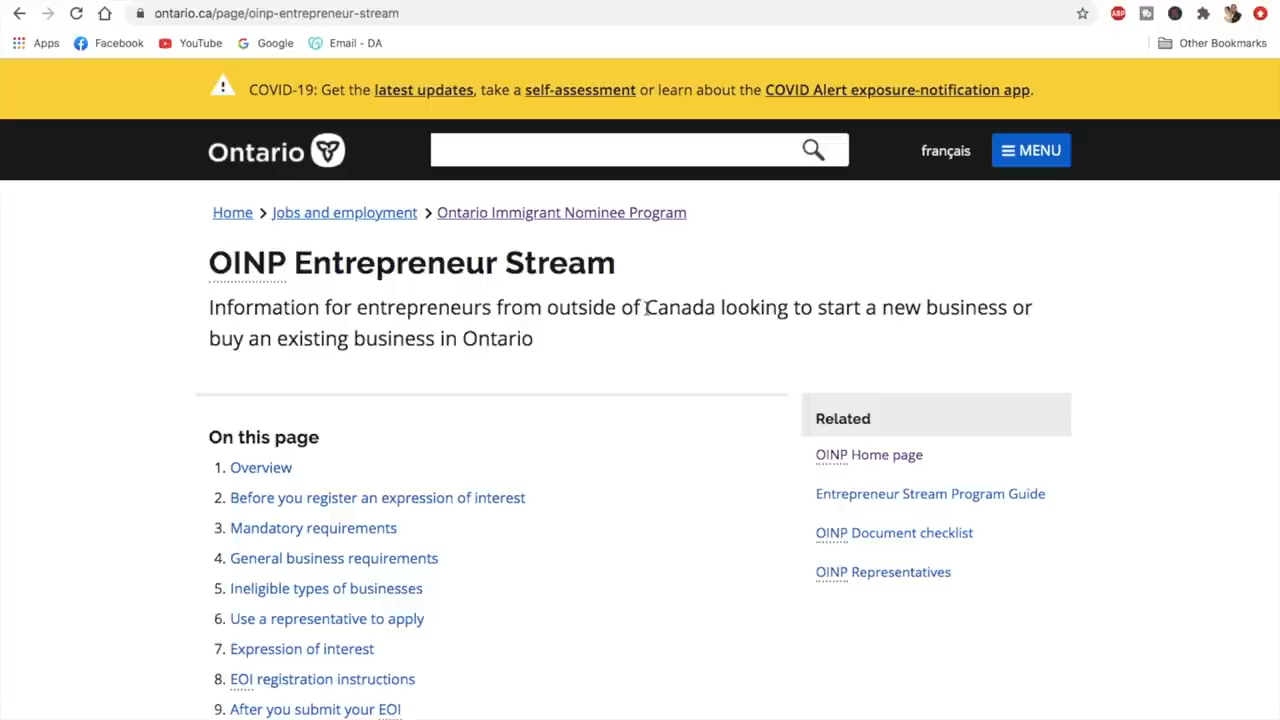 ontario.ca/page/oinp-entrepreneur-stream
ABP
Apps Facebook YouTube Google Email - DA Other Bookmarks
COVID-19: Get the latest updates, take a self-assessment or learn about the COVID Alert exposure-notification app.
Ontario français MENU
Home > Jobs and employment > Ontario Immigrant Nominee Program
OINP Entrepreneur Stream
Information for entrepreneurs from outside of Canada looking to start a new business or
buy an existing business in Ontario
On this page
1. Overview
2. Before you register an expression of interest
3. Mandatory requirements
4. General business requirements
5. Ineligible types of businesses
6. Use a representative to apply
7. Expression of interest
8. EOI registration instructions
9. After you submit your EOI
Related
OINP Home page
Entrepreneur Stream Program Guide
OINP Document checklist
OINP Representatives